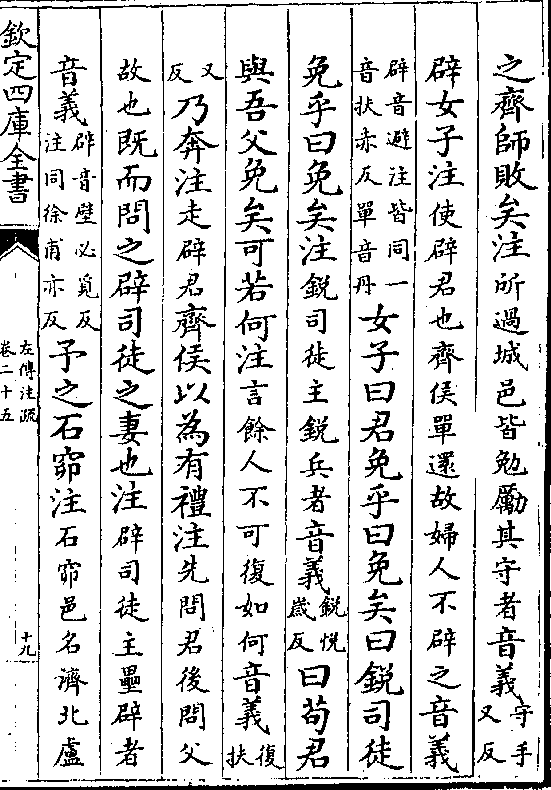 之齊師敗矣注所過城邑皆勉勵其守者音義守手又反
辟女子注使辟君也齊侯單還故婦人不辟之音義
辟音避注皆同一音扶赤反單音丹女子曰君免乎曰免矣曰鋭司徒
免乎曰免矣注鋭司徒主鋭兵者音義鋭悅歲反曰苟君
與吾父免矣可若何注言餘人不可復如何音義復扶
又反乃奔注走辟君齊侯以為有禮注先問君後問父
故也既而問之辟司徒之妻也注辟司徒主壘辟者
音義辟音壁必覓反注同徐甫亦反予之石窌注石窌邑名濟北盧
欽定四庫全書
左傳注疏
卷二十五
十九